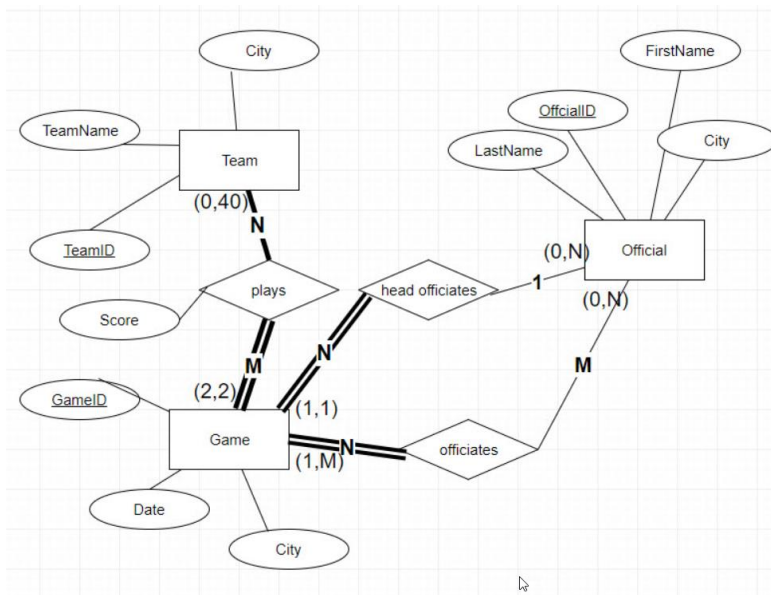 City
FirstName
OffcialID
TeamName
City
LastName
Team
(0,40)
N
TeamID
(0,N)
Official
plays
head officiates
1
(0,N)
Score
N
M
M
(2,2)
GameID
(1,1)
Game
N
officiates
(1,M)
Date
City